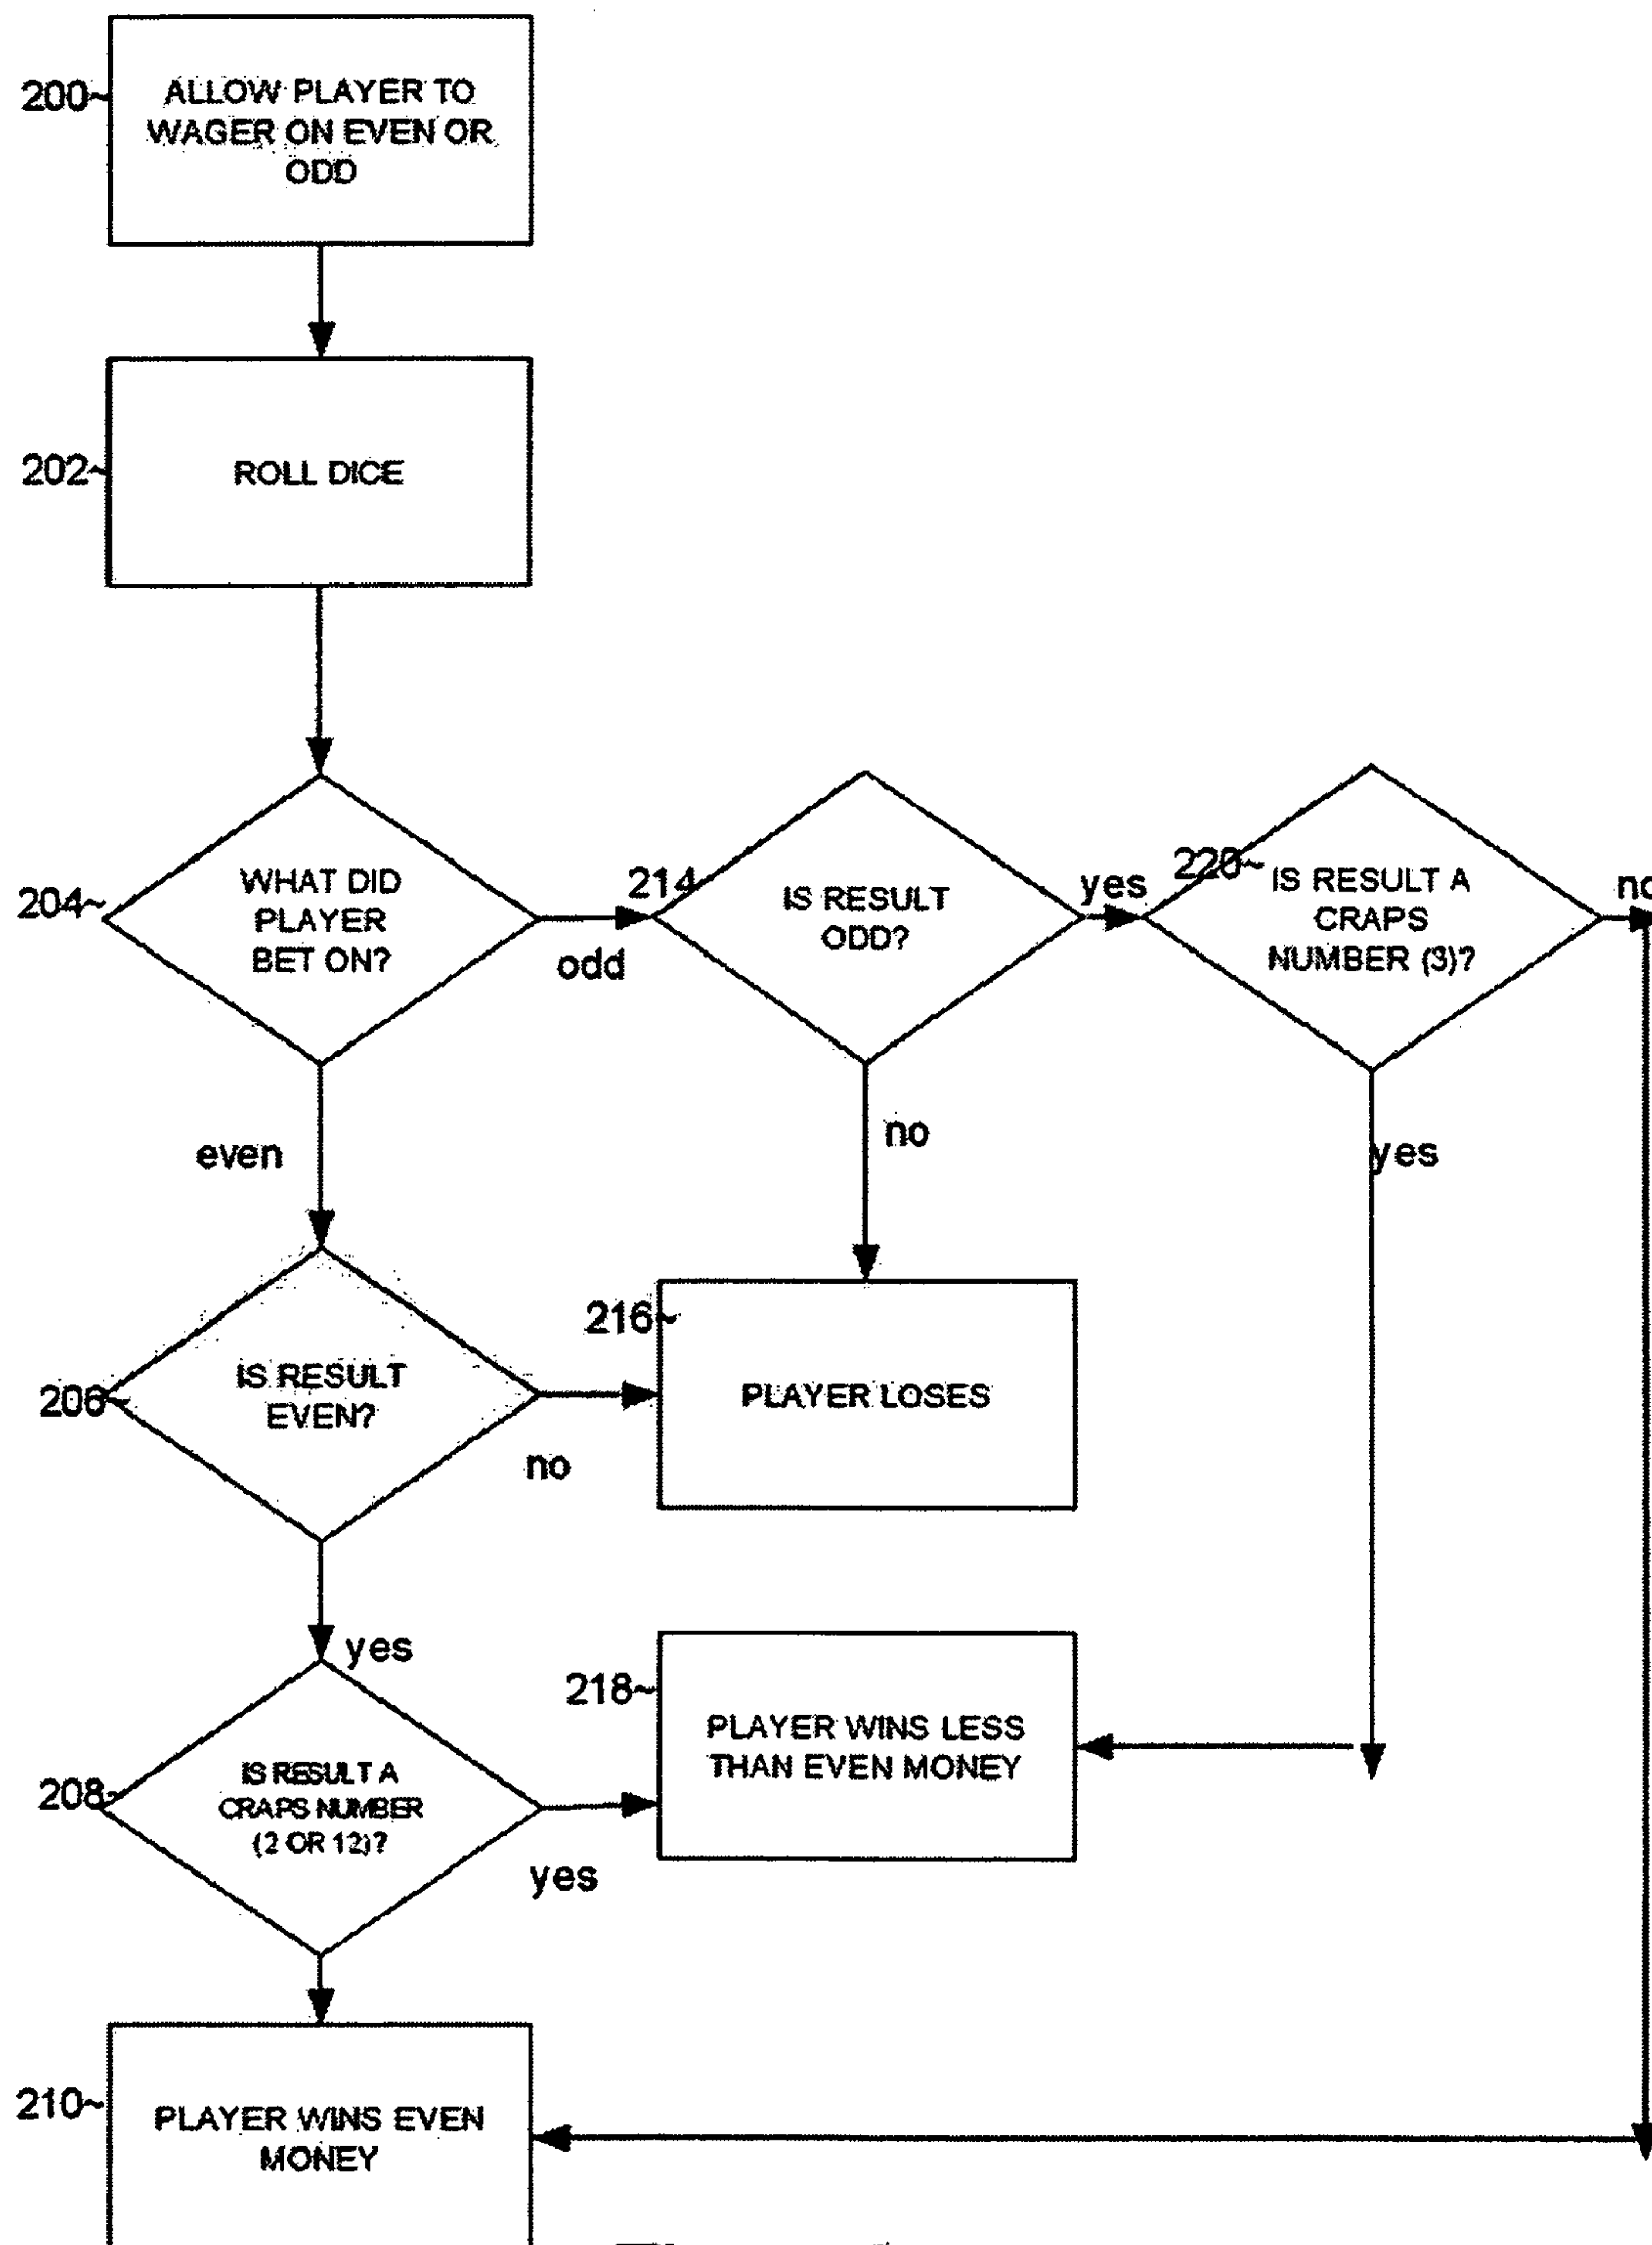 200~
ALLOW PLAYER TO
WAGER ON EVEN OR
ODD
202~
ROLL DICE
204~
WHAT DID
PLAYER
BET ON?
odd
214~
IS RESULT
ODD?
yes
220~
IS RESULT A
CRAPS
NUMBER (3)?
no
even
no
yes
206~
IS RESULT
EVEN?
no
216~
PLAYER LOSES
yes
208~
IS RESULT A
CRAPS NUMBER
(2 OR 12)?
yes
218~
PLAYER WINS LESS
THAN EVEN MONEY
210~
PLAYER WINS EVEN
MONEY